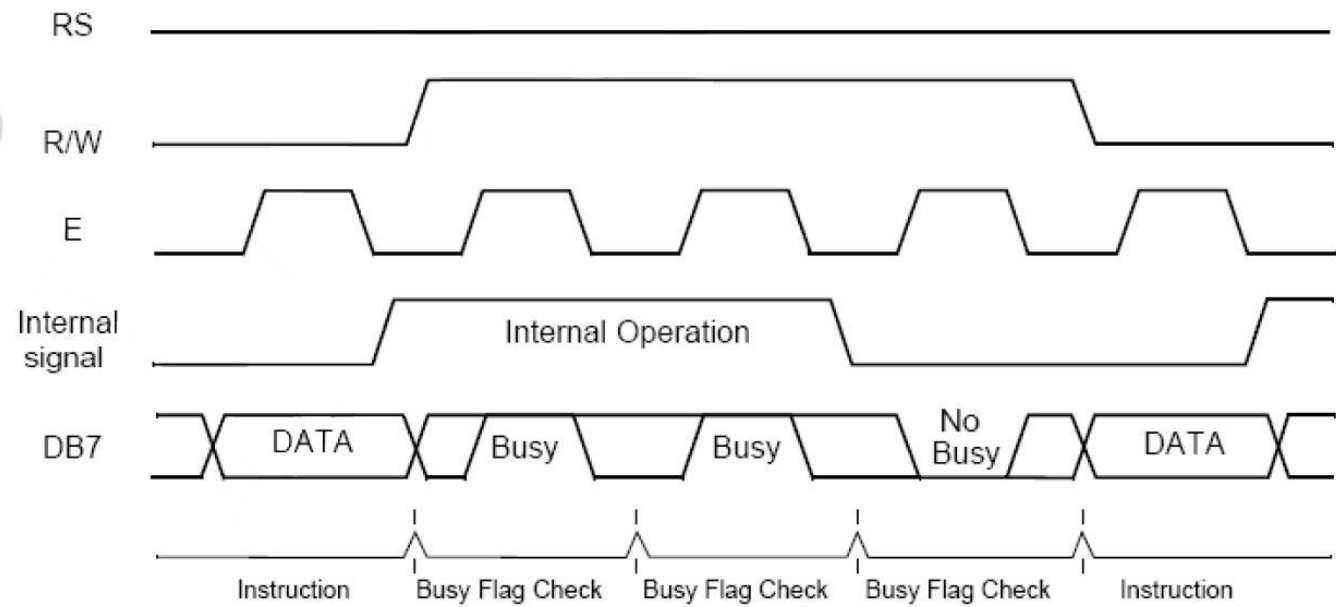 RS
R/W
E
Internal
signal
Internal Operation
DB7
DATA
Busy
Busy
No
Busy
DATA
Instruction
Busy Flag Check
Busy Flag Check
Busy Flag Check
Instruction